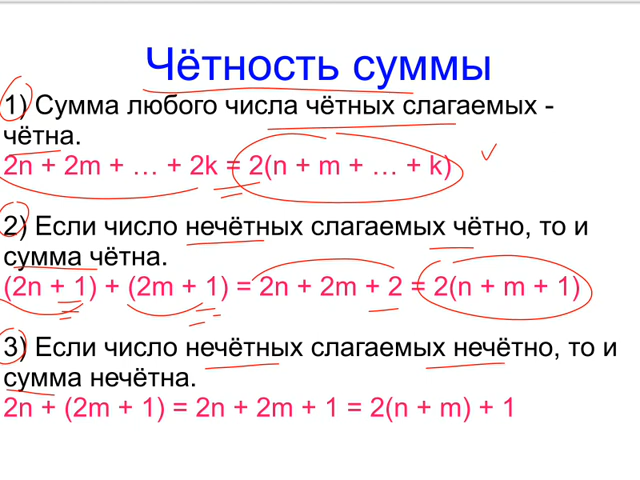 Чётность суммы
1) Сумма любого числа чётных слагаемых -
чётна.
2n + 2m + … + 2k = 2(n + m + … + k)
2) Если число нечётных слагаемых чётно, то и
сумма чётна.
(2n + 1) + (2m + 1) = 2n + 2m + 2 = 2(n + m + 1)
3) Если число нечётных слагаемых нечётно, то и
сумма нечётна.
2n + (2m + 1) = 2n + 2m + 1 = 2(n + m) + 1